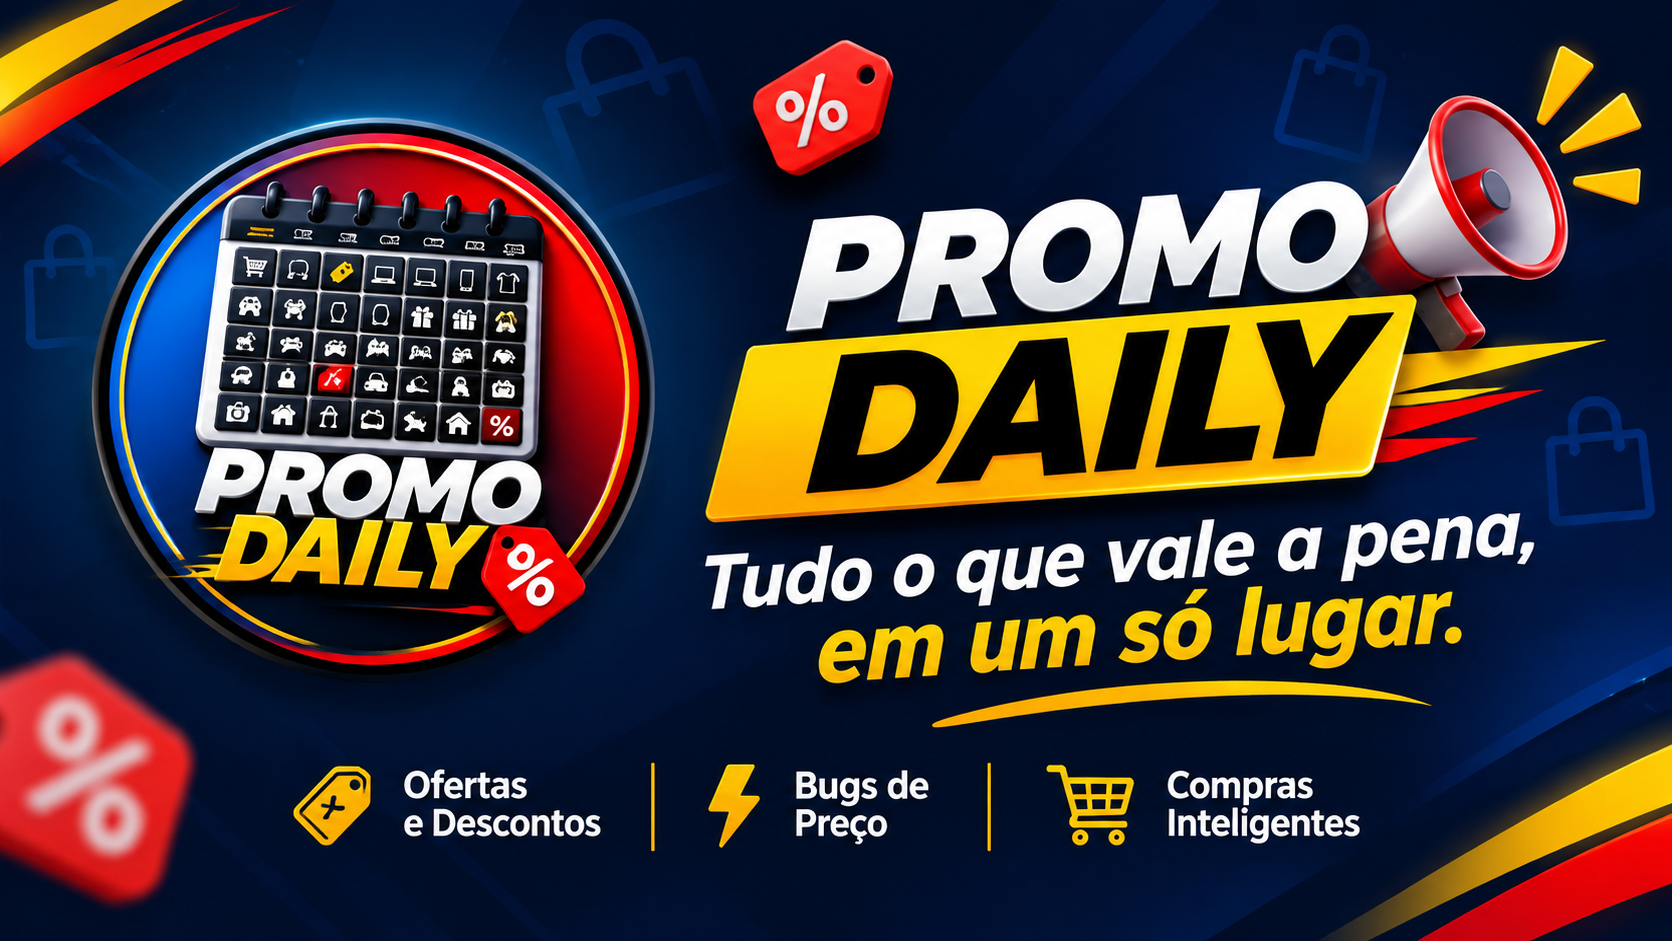 PROMO
DAILY
%
PROMO
DAILY
%
%
Tudo o que vale a pena,
em um só lugar.
%
Ofertas
e Descontos
Bugs de
Preço
Compras
Inteligentes